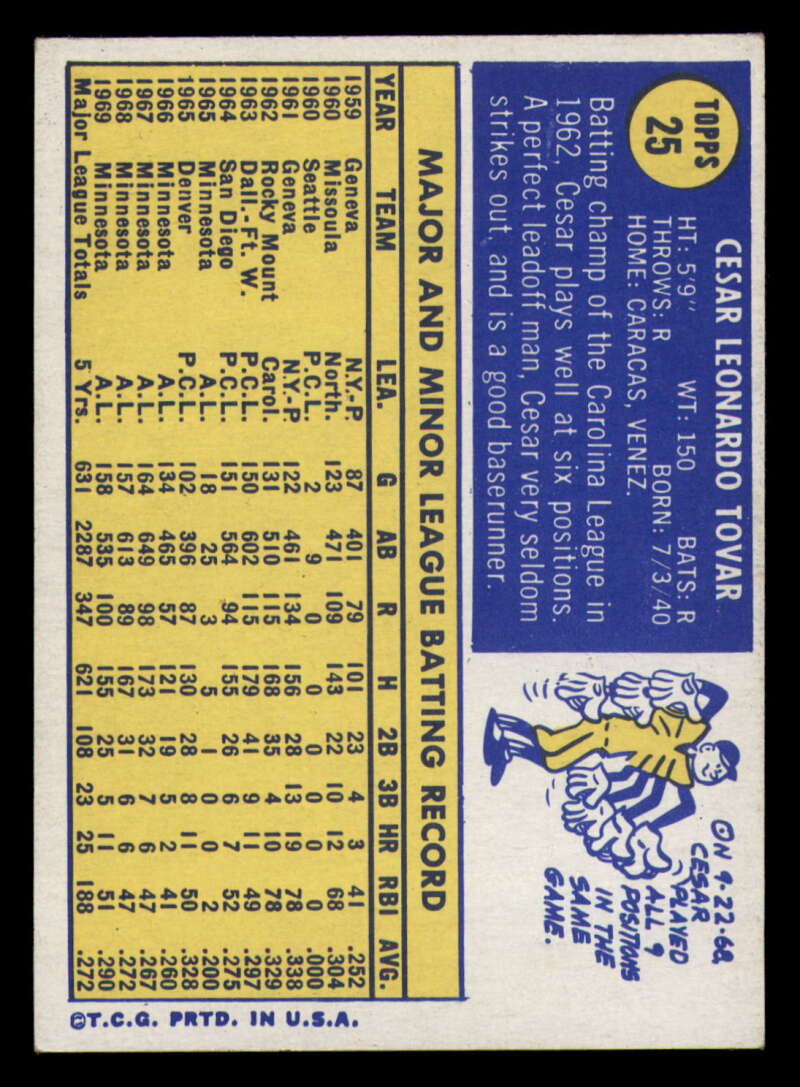 TOPPS
25
CESAR LEONARDO TOVAR
HT: 5'9" WT: 150 BATS: R
THROWS: R BORN: 7/3/40
HOME: CARACAS, VENEZ.
Batting champ of the Carolina League in
1962, Cesar plays well at six positions.
A perfect leadoff man, Cesar very seldom
strikes out, and is a good baserunner.
ON 9-22-68,
CESAR
PLAYED
ALL 9
POSITIONS
IN THE
SAME
GAME.
MAJOR AND MINOR LEAGUE BATTING RECORD
YEAR TEAM LEA. G AB R H 2B 3B HR RBI AVG.
1959 Geneva N.Y.-P. 87 401 79 101 23 4 3 41 .252
1960 Missoula North. 123 471 109 143 22 10 12 68 .304
1960 Seattle P.C.L. 2 9 0 0 0 0 0 0 .000
1961 Geneva N.Y.-P. 122 461 134 156 28 13 19 78 .338
1962 Rocky Mount Carol. 131 510 115 168 35 4 10 78 .329
1963 Dall.-Ft. W. P.C.L. 150 602 115 179 41 9 11 49 .297
1964 San Diego P.C.L. 151 564 94 155 26 6 7 52 .275
1965 Minnesota A.L. 18 25 3 5 1 0 0 2 .200
1965 Denver P.C.L. 102 396 87 130 28 8 11 50 .328
1966 Minnesota A.L. 134 465 57 121 19 5 2 41 .260
1967 Minnesota A.L. 164 649 98 173 32 7 6 47 .267
1968 Minnesota A.L. 157 613 89 167 31 6 6 47 .272
1969 Minnesota A.L. 158 535 100 155 25 5 11 51 .290
Major League Totals 5 Yrs. 631 2287 347 621 108 23 25 188 .272
©T.C.G. PRTD. IN U.S.A.